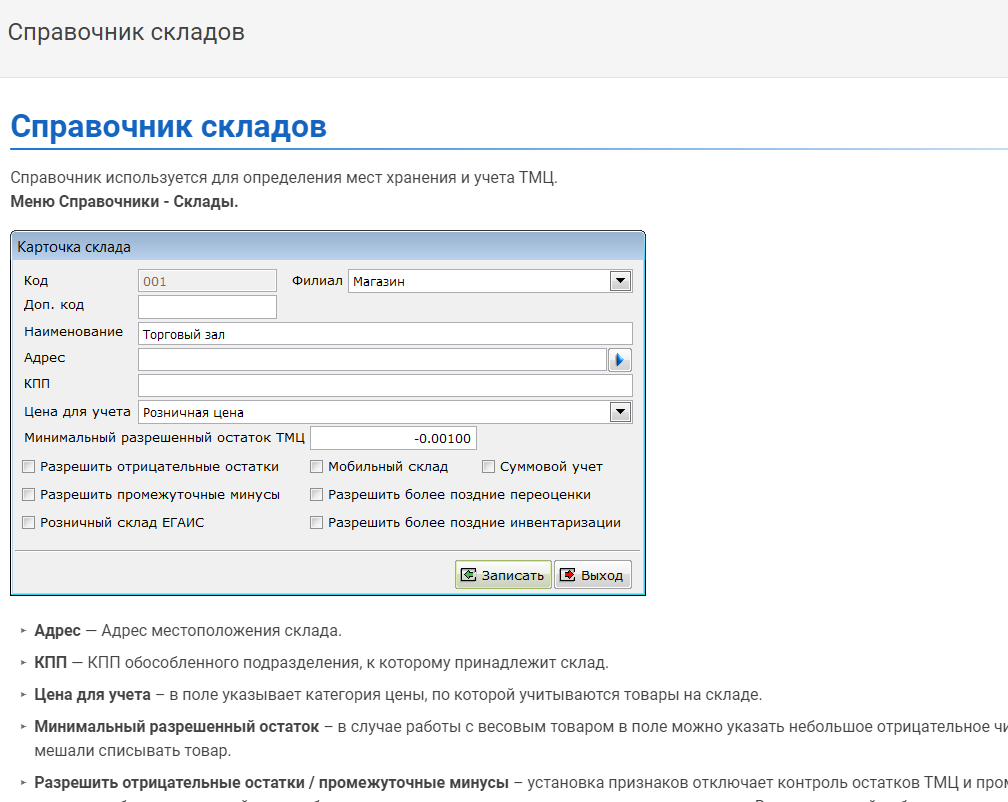 Справочник складов
Справочник складов
Справочник используется для определения мест хранения и учета ТМЦ.
Меню Справочники - Склады.
Карточка склада
Код 001 Филиал Магазин
Доп. код
Наименование Торговый зал
Адрес
КПП
Цена для учета Розничная цена
Минимальный разрешенный остаток ТМЦ -0.00100
Разрешить отрицательные остатки Мобильный склад Суммовой учет
Разрешить промежуточные минусы Разрешить более поздние переоценки
Розничный склад ЕГАИС Разрешить более поздние инвентаризации
Записать Выход
‣ Адрес — Адрес местоположения склада.
‣ КПП — КПП обособленного подразделения, к которому принадлежит склад.
‣ Цена для учета – в поле указывает категория цены, по которой учитываются товары на складе.
‣ Минимальный разрешенный остаток – в случае работы с весовым товаром в поле можно указать небольшое отрицательное
мешали списывать товар.
‣ Разрешить отрицательные остатки / промежуточные минусы – установка признаков отключает контроль остатков ТМЦ и